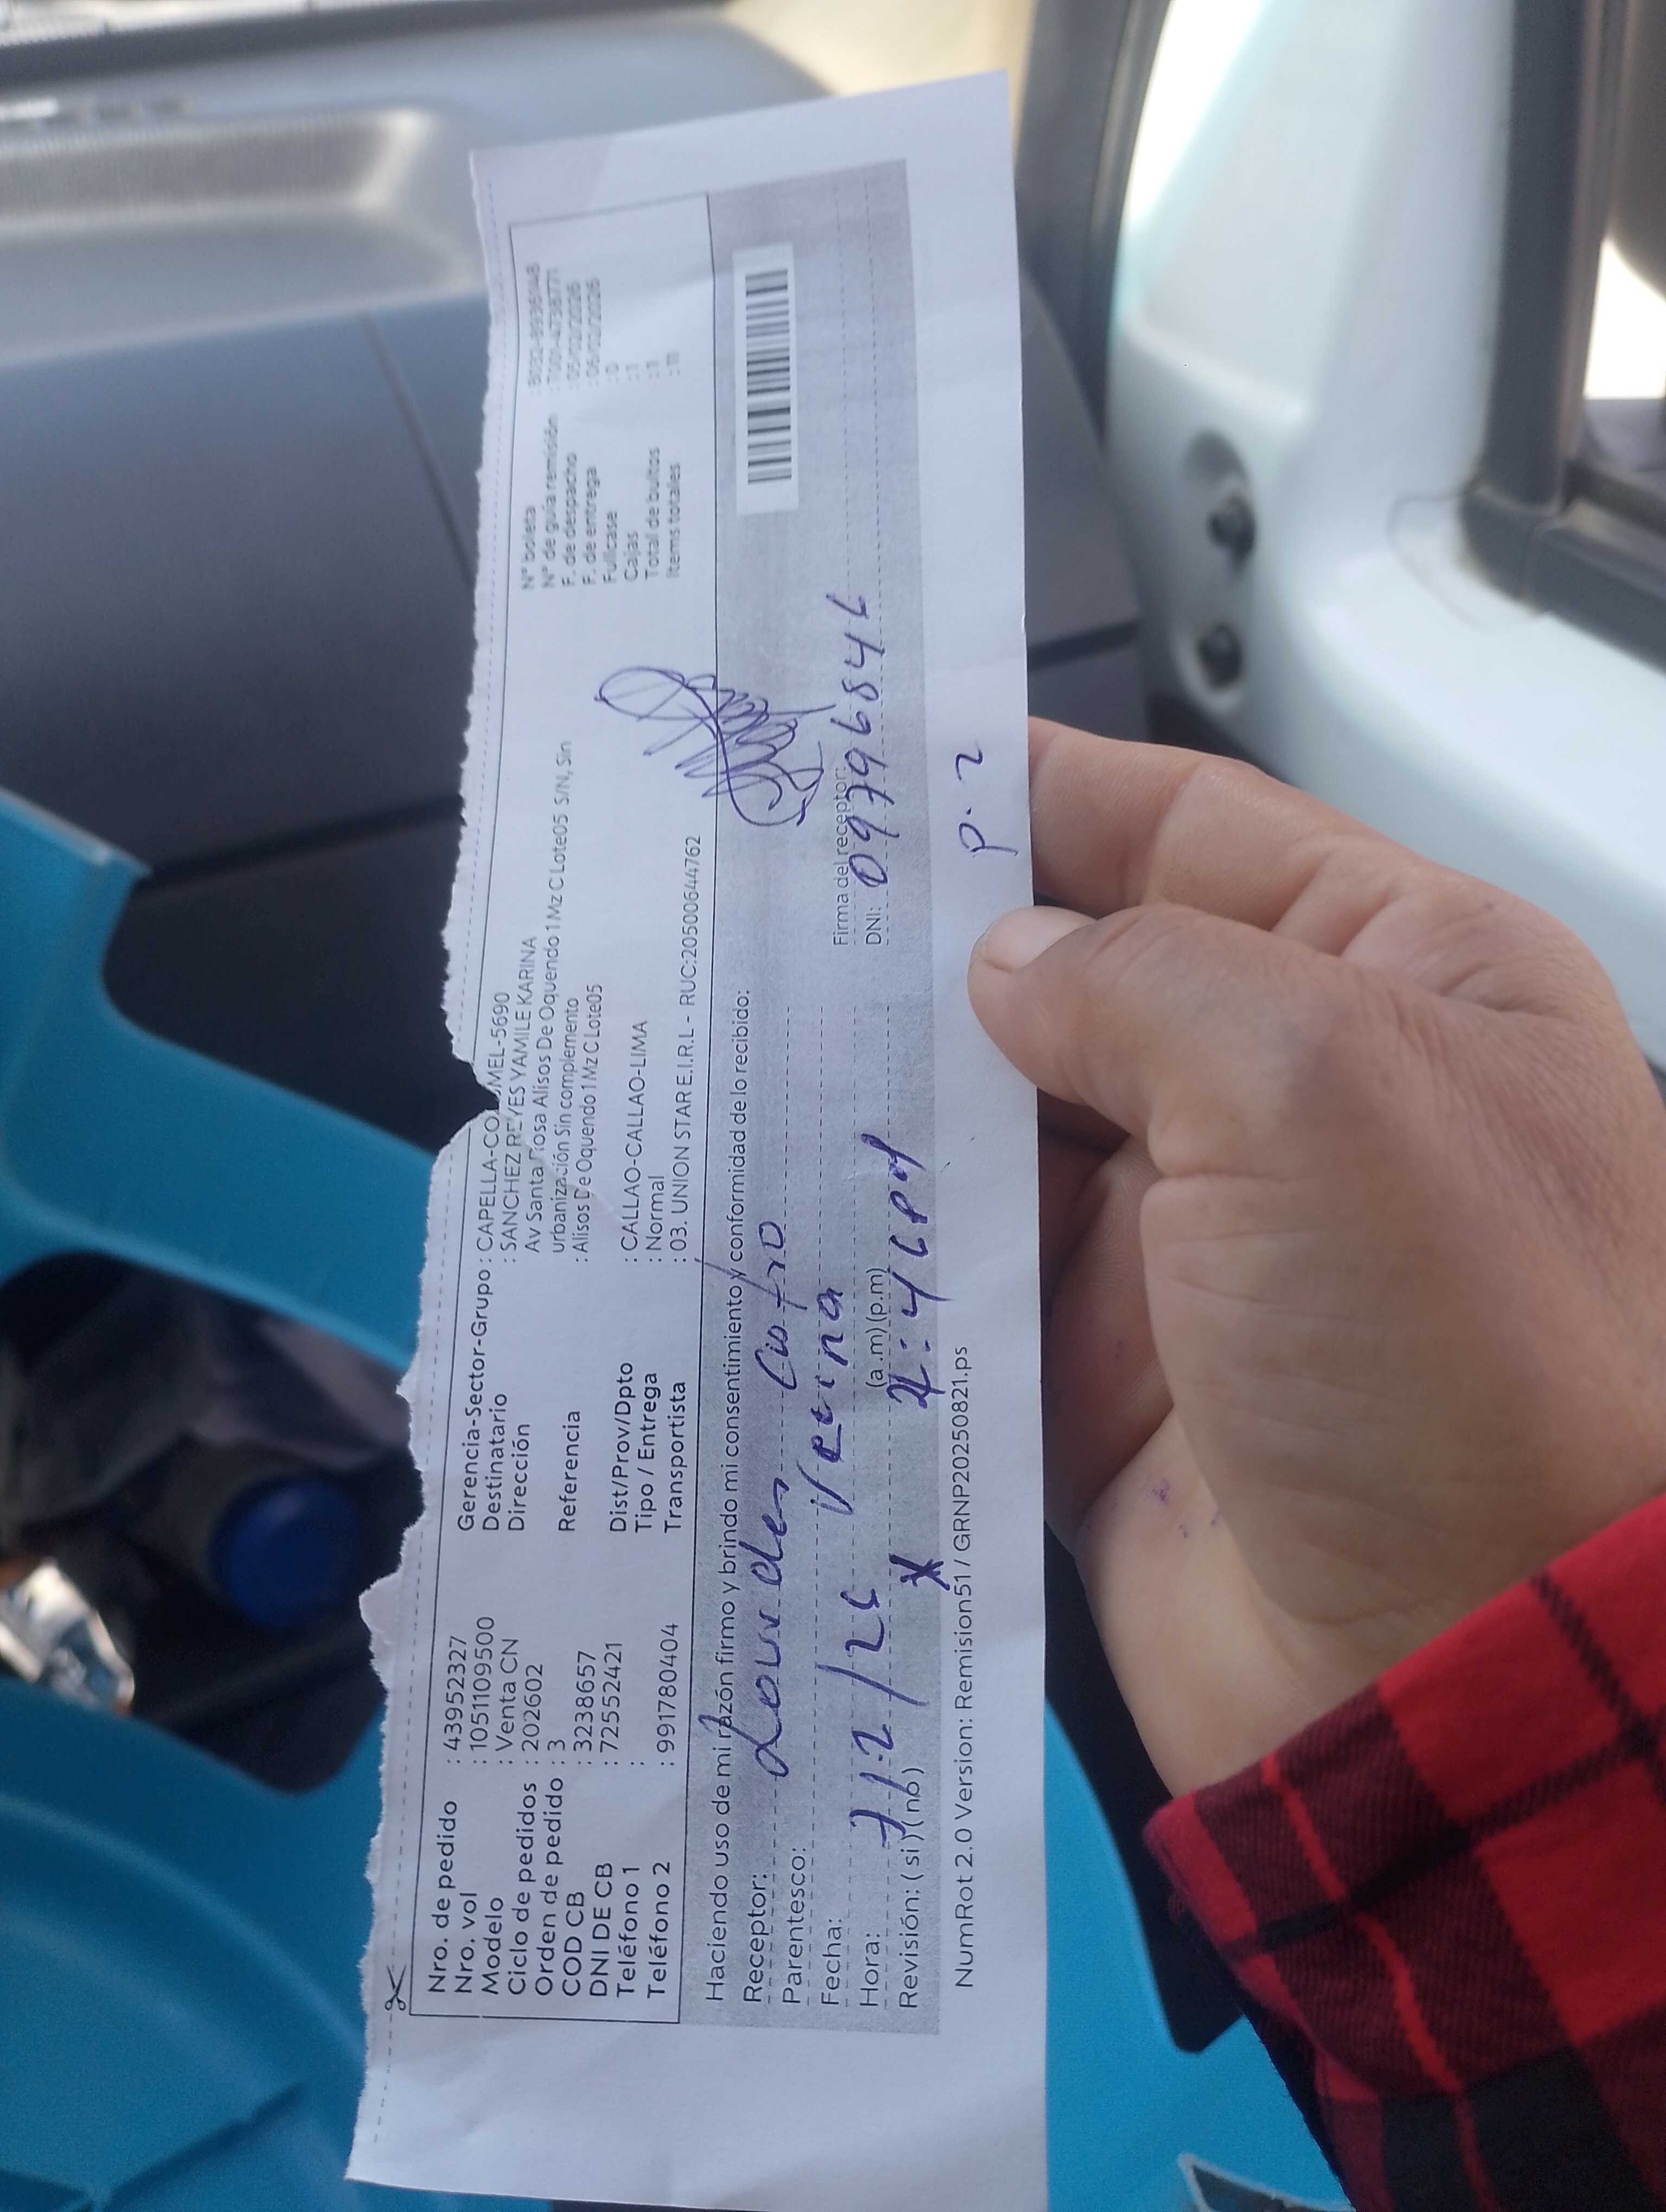 Nro. de pedido : 43952327
Nro. vol : 1051109500
Modelo : Venta CN
Ciclo de pedidos : 202602
Orden de pedido : 3
COD CB : 3238657
DNI DE CB : 72552421
Teléfono 1 :
Teléfono 2 : 991780404
Gerencia-Sector-Grupo : CAPELLA-CO MEL-5690
Destinatario : SANCHEZ REYES YAMILE KARINA
Dirección Av Santa Rosa Alisos De Oquendo 1 Mz C Lote05 S/N, Sin
urbanización Sin complemento
Referencia : Alisos De Oquendo 1 Mz C Lote05
Dist/Prov/Dpto : CALLAO-CALLAO-LIMA
Tipo / Entrega : Normal
Transportista : 03. UNION STAR E.I.R.L - RUC:20500644762
N° boleta
N° de guía remisión
F. de despacho
F. de entrega
Fullcase : 0
Cajas : 1
Total de bultos : 1
Items totales
Haciendo uso de mi razón firmo y brindo mi consentimiento y conformidad de lo recibido:
Receptor: Lourdes Castro
Parentesco: Vecina
Fecha: 7/2/26
Hora: (a.m) (p.m)
Revisión: ( si ) ( no )
Firma del receptor:
DNI: 09796846
P. 2
NumRot 2.0 Version: Remision51 / GRNP20250821.ps